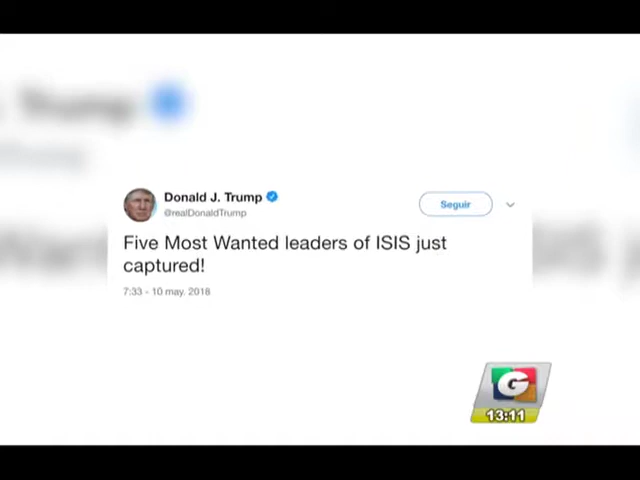 Donald J. Trump
@realDonaldTrump
Seguir
Five Most Wanted leaders of ISIS just
captured!
7:33 - 10 may. 2018
G
13:11